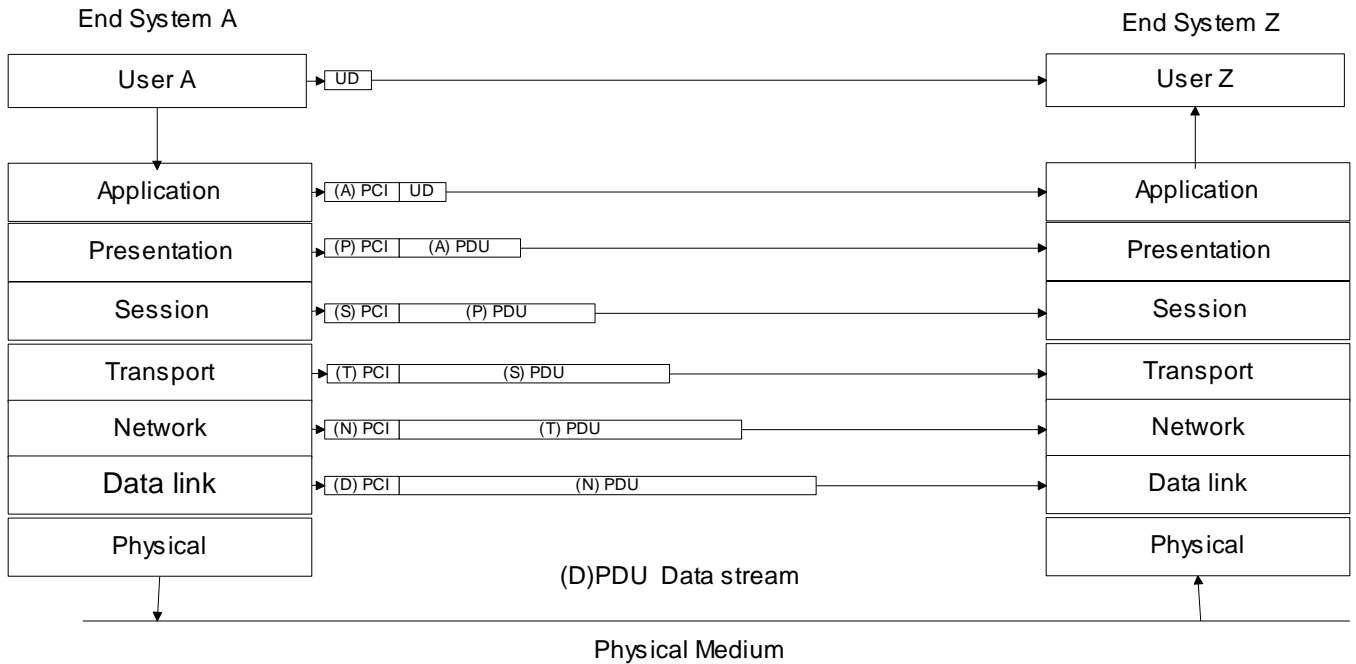 End System A
End System Z
User A
UD
User Z
Application
(A) PCI
UD
Application
Presentation
(P) PCI
(A) PDU
Presentation
Session
(S) PCI
(P) PDU
Session
Transport
(T) PCI
(S) PDU
Transport
Network
(N) PCI
(T) PDU
Network
Data link
(D) PCI
(N) PDU
Data link
Physical
Physical
(D)PDU Data stream
Physical Medium